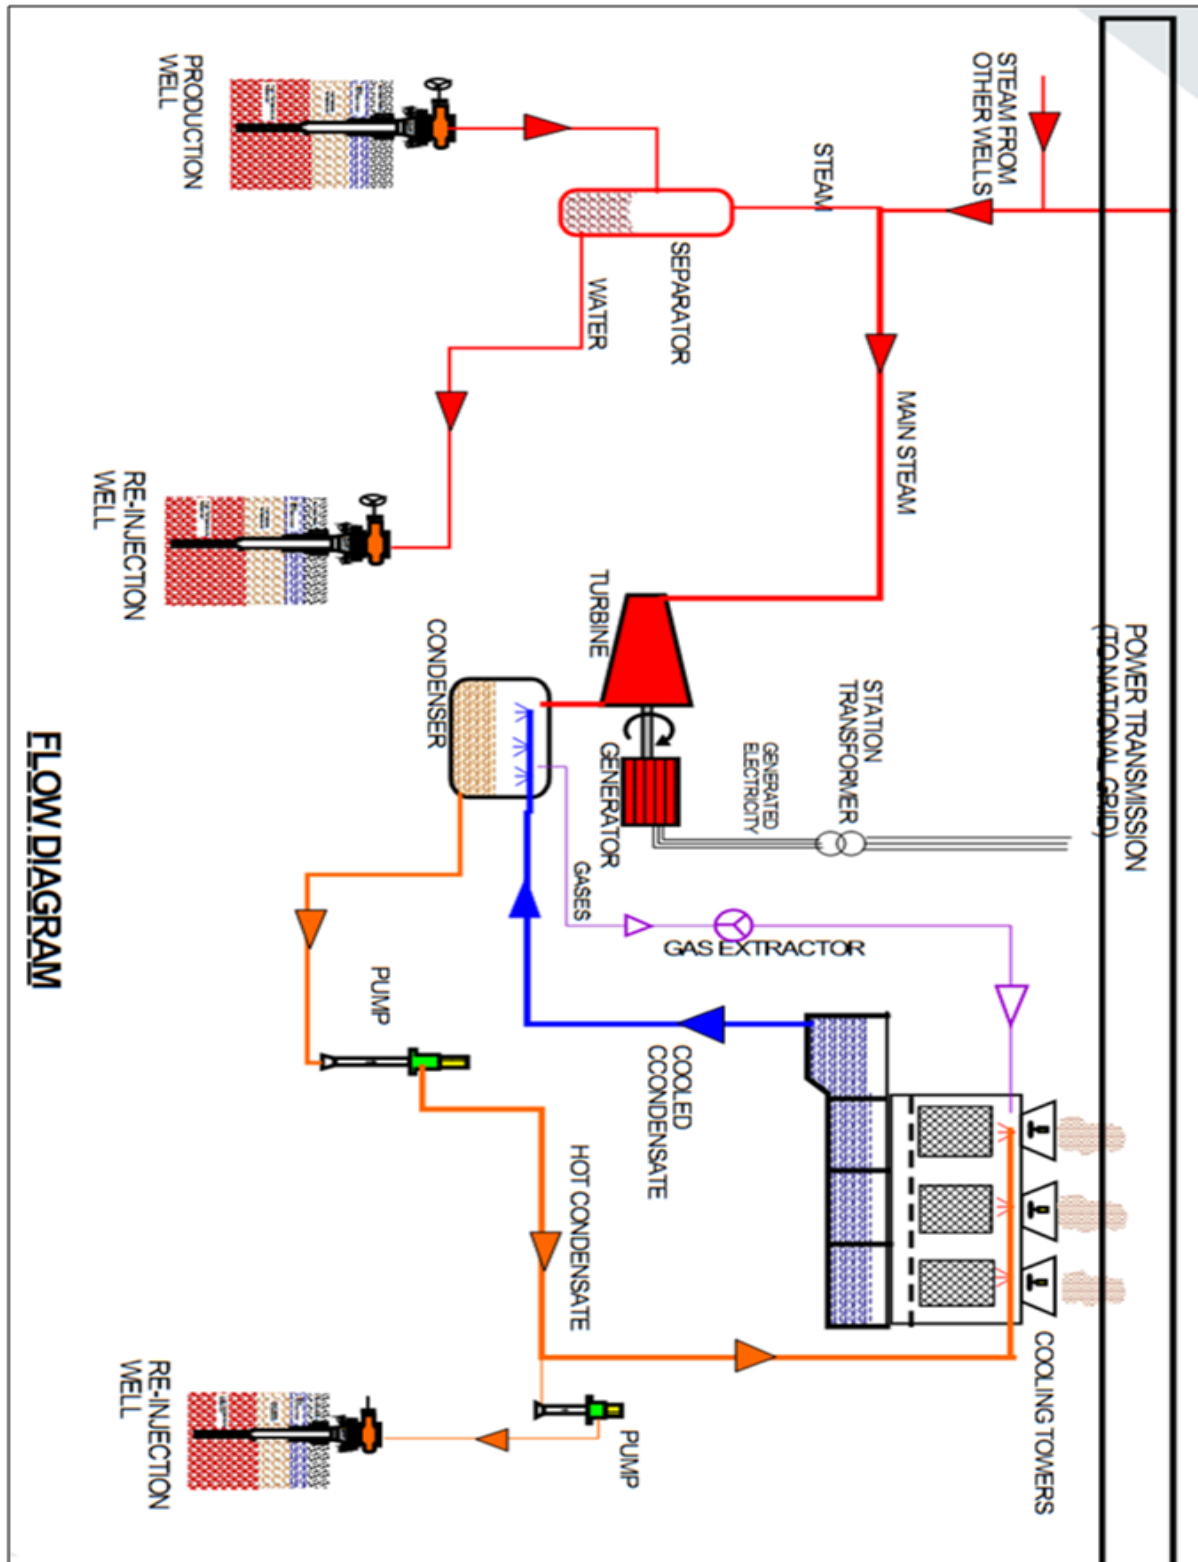 POWER TRANSMISSION
(TO NATIONAL GRID)
STEAM FROM
OTHER WELLS
STEAM
MAIN STEAM
STATION
TRANSFORMER
GENERATED
ELECTRICITY
COOLING TOWERS
SEPARATOR
WATER
TURBINE
GENERATOR
GAS EXTRACTOR
GASES
COOLED
CCONDENSATE
PRODUCTION
WELL
CONDENSER
PUMP
HOT CONDENSATE
PUMP
RE-INJECTION
WELL
RE-INJECTION
WELL
FLOW DIAGRAM